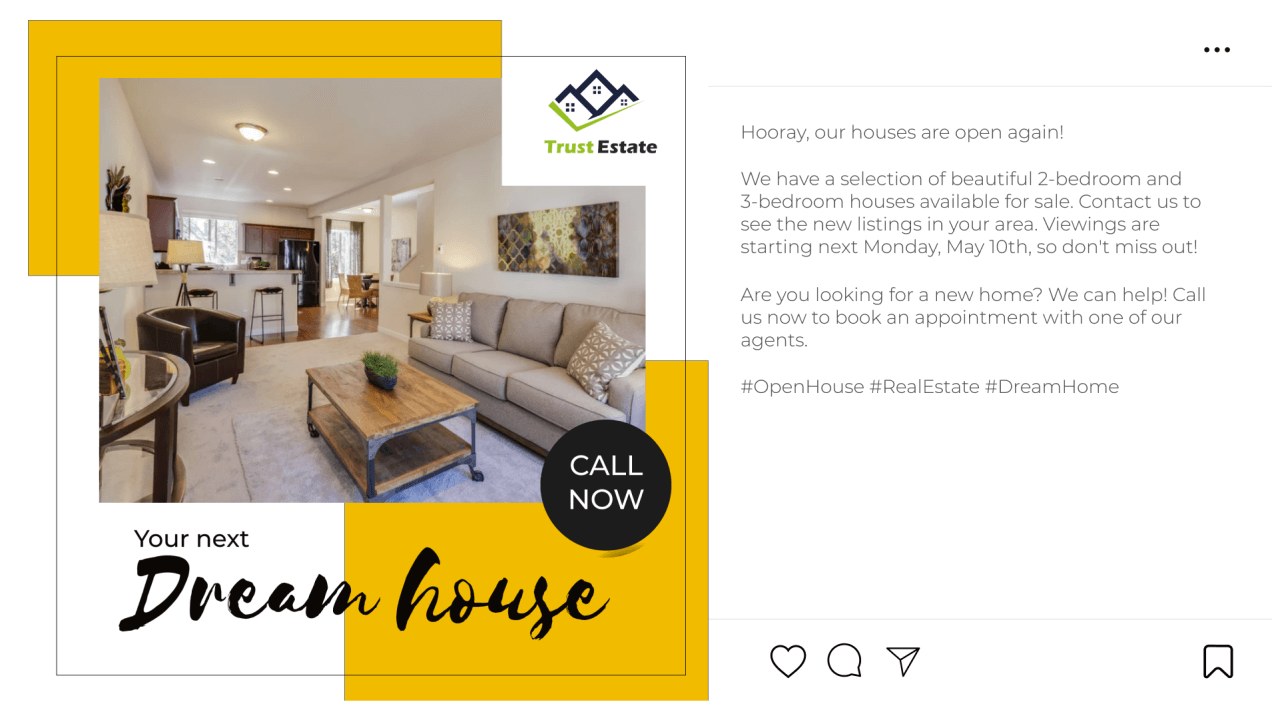 Trust Estate
CALL
NOW
Your next
Dream house
Hooray, our houses are open again!
We have a selection of beautiful 2-bedroom and
3-bedroom houses available for sale. Contact us to
see the new listings in your area. Viewings are
starting next Monday, May 10th, so don't miss out!
Are you looking for a new home? We can help! Call
us now to book an appointment with one of our
agents.
#OpenHouse #RealEstate #DreamHome